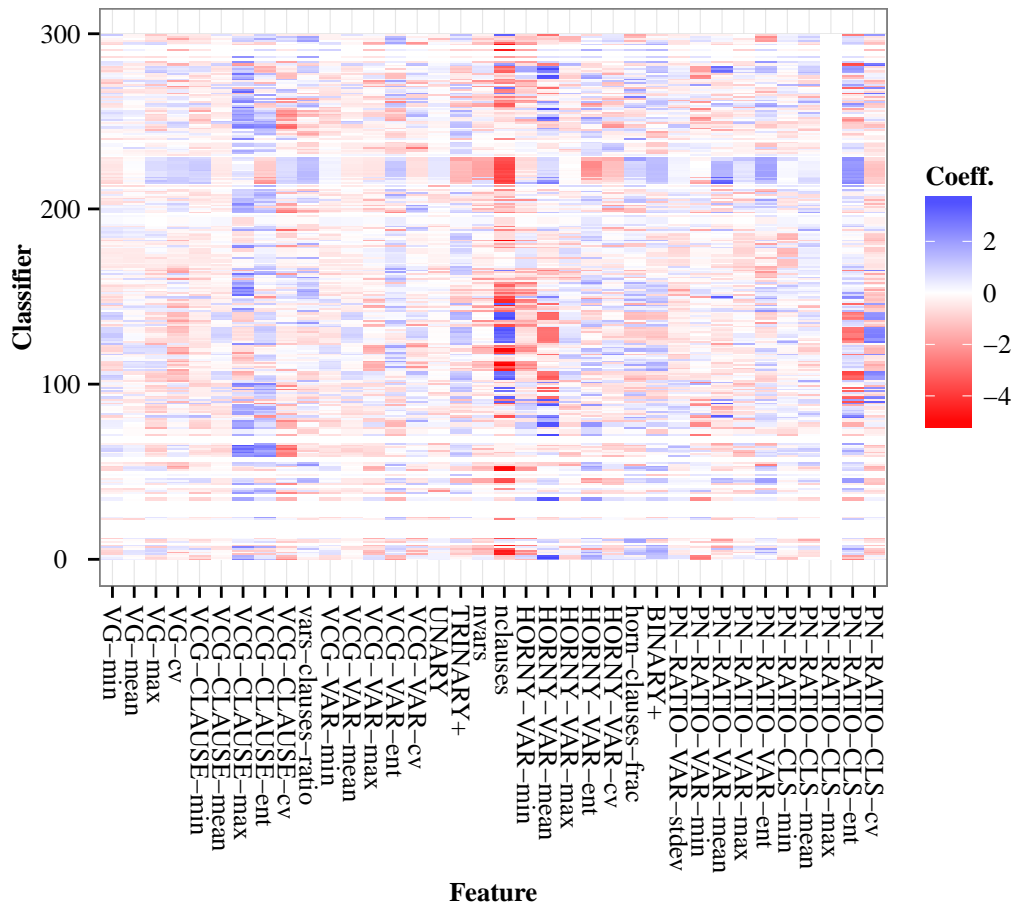 300
200
100
0
Classifier
VG−min
VG−mean
VG−max
VG−cv
VCG−CLAUSE−min
VCG−CLAUSE−mean
VCG−CLAUSE−max
VCG−CLAUSE−ent
VCG−CLAUSE−cv
vars−clauses−ratio
VCG−VAR−min
VCG−VAR−mean
VCG−VAR−max
VCG−VAR−ent
VCG−VAR−cv
UNARY
TRINARY+
nvars
nclauses
HORNY−VAR−min
HORNY−VAR−mean
HORNY−VAR−max
HORNY−VAR−ent
HORNY−VAR−cv
horn−clauses−frac
BINARY+
PN−RATIO−VAR−stdev
PN−RATIO−VAR−min
PN−RATIO−VAR−mean
PN−RATIO−VAR−max
PN−RATIO−VAR−ent
PN−RATIO−CLS−min
PN−RATIO−CLS−mean
PN−RATIO−CLS−max
PN−RATIO−CLS−ent
PN−RATIO−CLS−cv
Feature
Coeff.
2
0
−2
−4